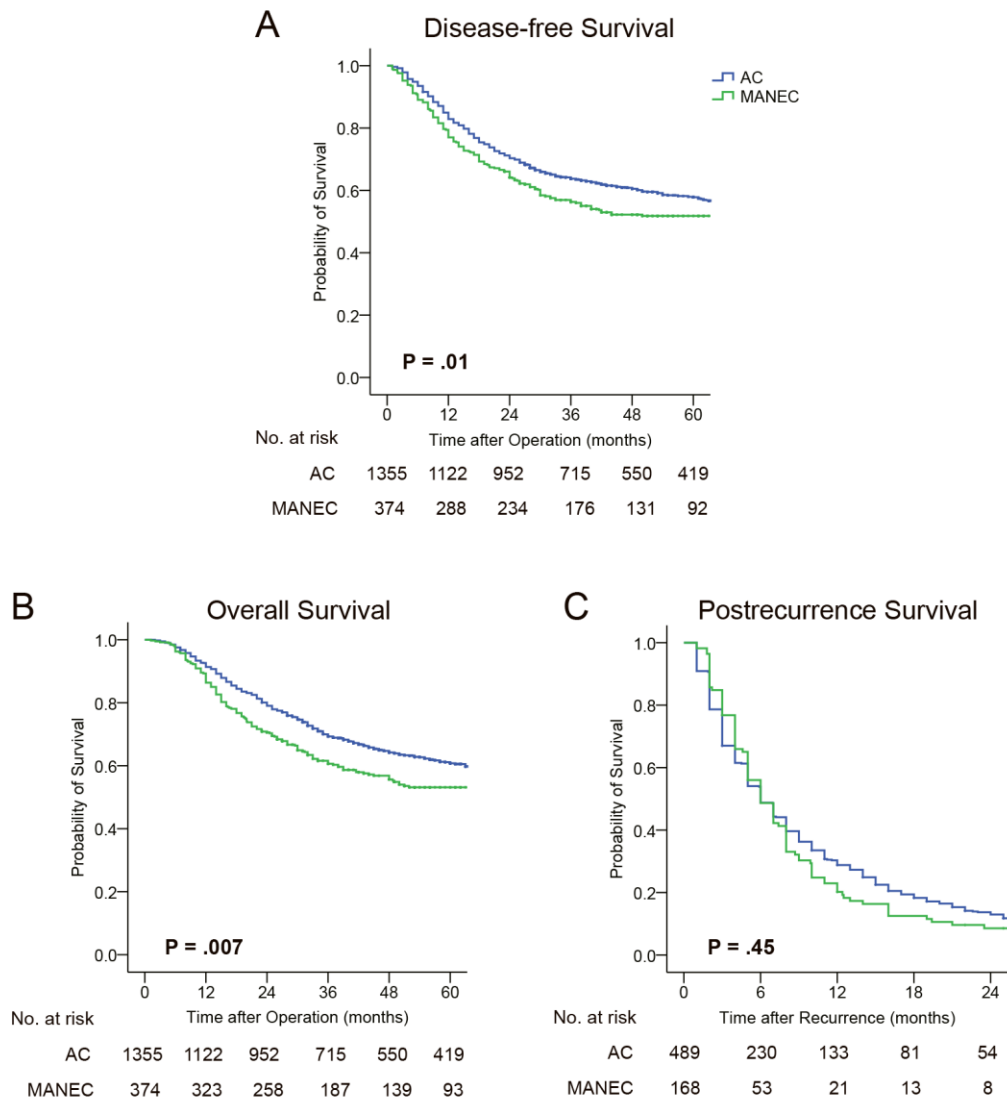 A
Disease-free Survival
AC
MANEC
Probability of Survival
1.0
0.8
0.6
0.4
0.2
0.0
P = .01
0 12 24 36 48 60
Time after Operation (months)
No. at risk
AC 1355 1122 952 715 550 419
MANEC 374 288 234 176 131 92
B
Overall Survival
Probability of Survival
1.0
0.8
0.6
0.4
0.2
0.0
P = .007
0 12 24 36 48 60
Time after Operation (months)
No. at risk
AC 1355 1122 952 715 550 419
MANEC 374 323 258 187 139 93
C
Postrecurrence Survival
Probability of Survival
1.0
0.8
0.6
0.4
0.2
0.0
P = .45
0 6 12 18 24
Time after Recurrence (months)
No. at risk
AC 489 230 133 81 54
MANEC 168 53 21 13 8